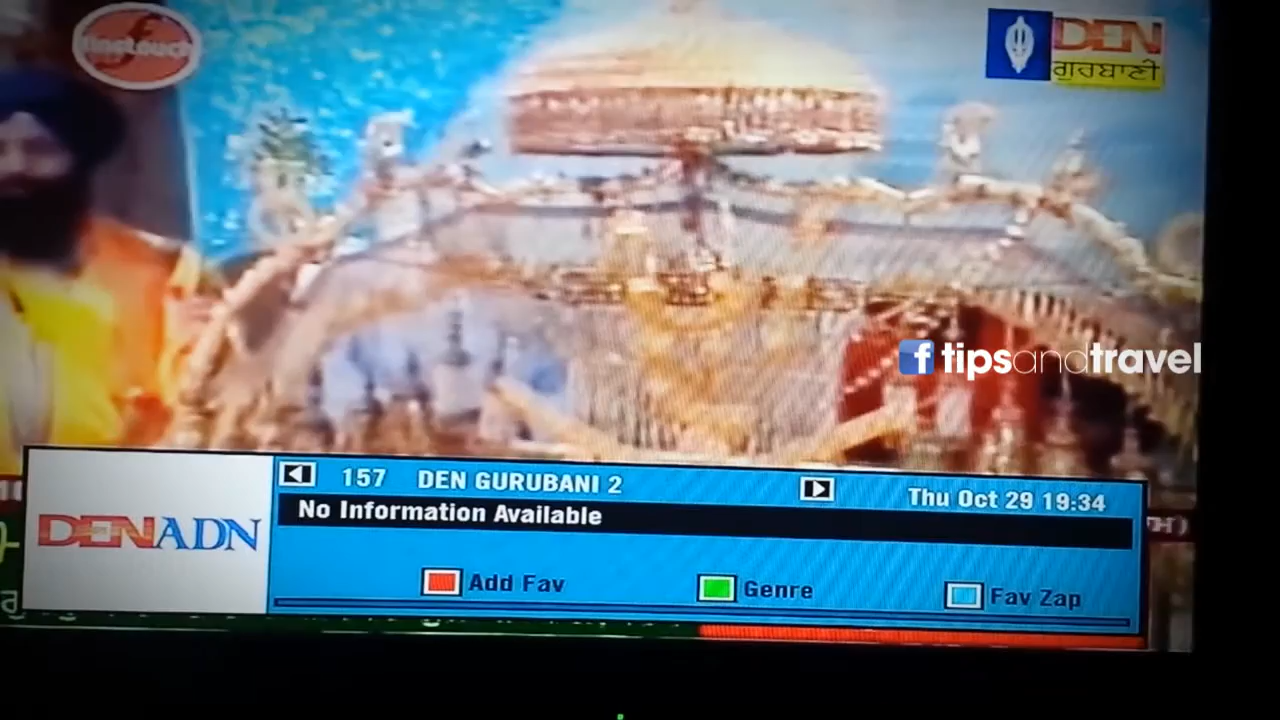 finetouch
DEN
ਗੁਰਬਾਣੀ
tipsandtravel
157 DEN GURUBANI 2
Thu Oct 29 19:34
No Information Available
DENADN
Add Fav
Genre
Fav Zap